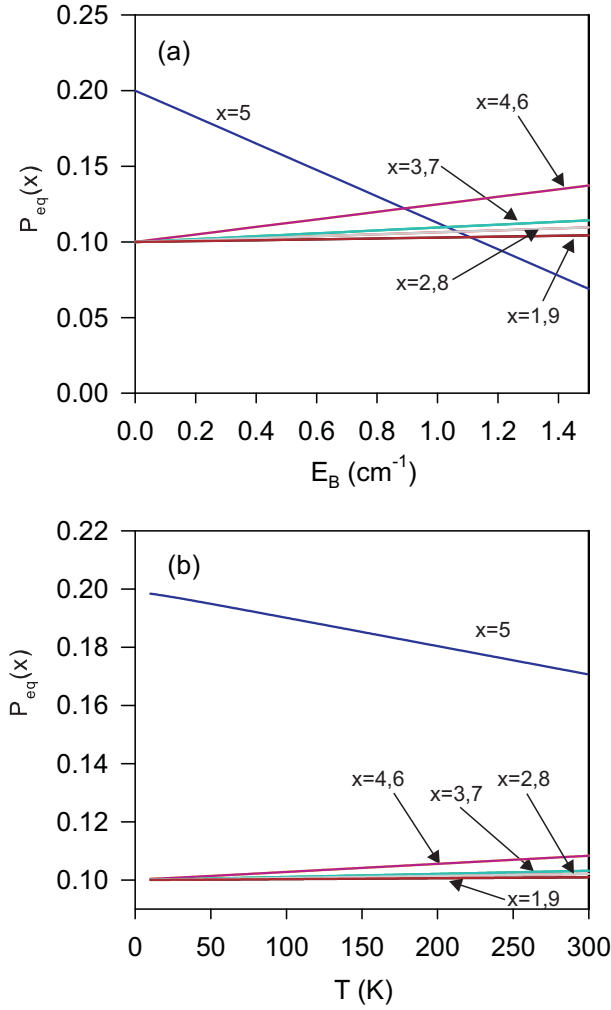 (a)
0.25
0.20
0.15
0.10
0.05
0.00
P_eq(x)
x=5
x=4,6
x=3,7
x=2,8
x=1,9
0.0 0.2 0.4 0.6 0.8 1.0 1.2 1.4
E_B (cm⁻¹)
(b)
0.22
0.20
0.18
0.16
0.14
0.12
0.10
P_eq(x)
x=5
x=4,6
x=3,7
x=2,8
x=1,9
0 50 100 150 200 250 300
T (K)